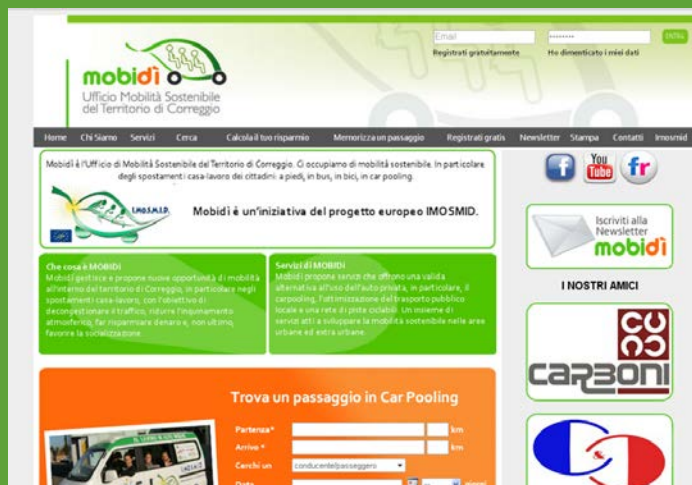 Email
ENTRA
Registrati gratuitamente
Ho dimenticato i miei dati
mobidì
Ufficio Mobilità Sostenibile
del Territorio di Correggio
Home Chi Siamo Servizi Cerca Calcola il tuo risparmio Memorizza un passaggio Registrati gratis Newsletter Stampa Contatti Imosmid
Mobidì è l'Ufficio di Mobilità Sostenibile del Territorio di Correggio. Ci occupiamo di mobilità sostenibile. In particolare
degli spostamenti casa-lavoro dei cittadini: a piedi, in bus, in bici, in car pooling.
I.MO.S.M.I.D.
Mobidì è un'iniziativa del progetto europeo IMOSMID.
f
You
Tube
fr
Iscriviti alla
Newsletter
mobidì
Che cosa è MOBIDì
Mobidì gestisce e propone nuove opportunità di mobilità
all'interno del territorio di Correggio, in particolare negli
spostamenti casa-lavoro, con l'obiettivo di
decongestionare il traffico, ridurre l'inquinamento
atmosferico, far risparmiare denaro e, non ultimo,
favorire la socializzazione.
Servizi di MOBIDì
Mobidì propone servizi che offrono una valida
alternativa all'uso dell'auto privata, in particolare, il
carpooling, l'ottimizzazione del trasporto pubblico
locale e una rete di piste ciclabili. Un insieme di
servizi atti a sviluppare la mobilità sostenibile nelle aree
urbane ed extra urbane.
I NOSTRI AMICI
CARBONI
Trova un passaggio in Car Pooling
Partenza * km
Arrivo * km
Cerchi un conducente/passeggero
Data giorni